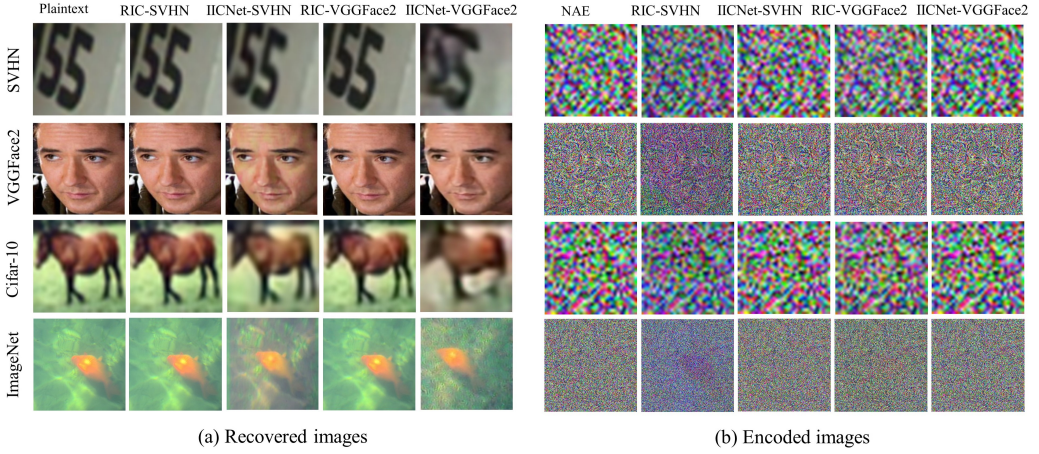 Plaintext RIC-SVHN IICNet-SVHN RIC-VGGFace2 IICNet-VGGFace2
NAE RIC-SVHN IICNet-SVHN RIC-VGGFace2 IICNet-VGGFace2
SVHN
55 55 55 55
VGGFace2
Cifar-10
ImageNet
(a) Recovered images
(b) Encoded images